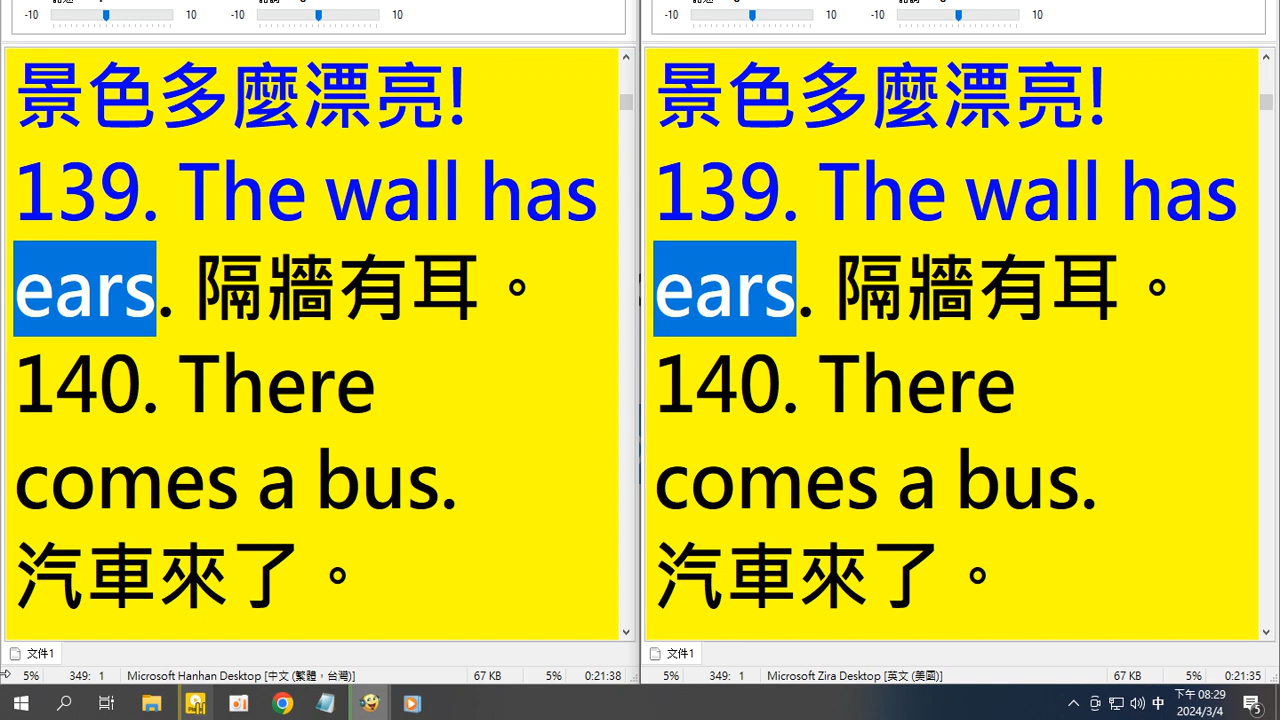 -10 10 -10 10
景色多麼漂亮!
139. The wall has
ears. 隔牆有耳。
140. There
comes a bus.
汽車來了。
文件1
5% 349: 1 Microsoft Hanhan Desktop [中文 (繁體，台灣)] 67 KB 5% 0:21:38
-10 10 -10 10
景色多麼漂亮!
139. The wall has
ears. 隔牆有耳。
140. There
comes a bus.
汽車來了。
文件1
5% 349: 1 Microsoft Zira Desktop [英文 (美國)] 67 KB 5% 0:21:35
中 下午 08:29
2024/3/4
5